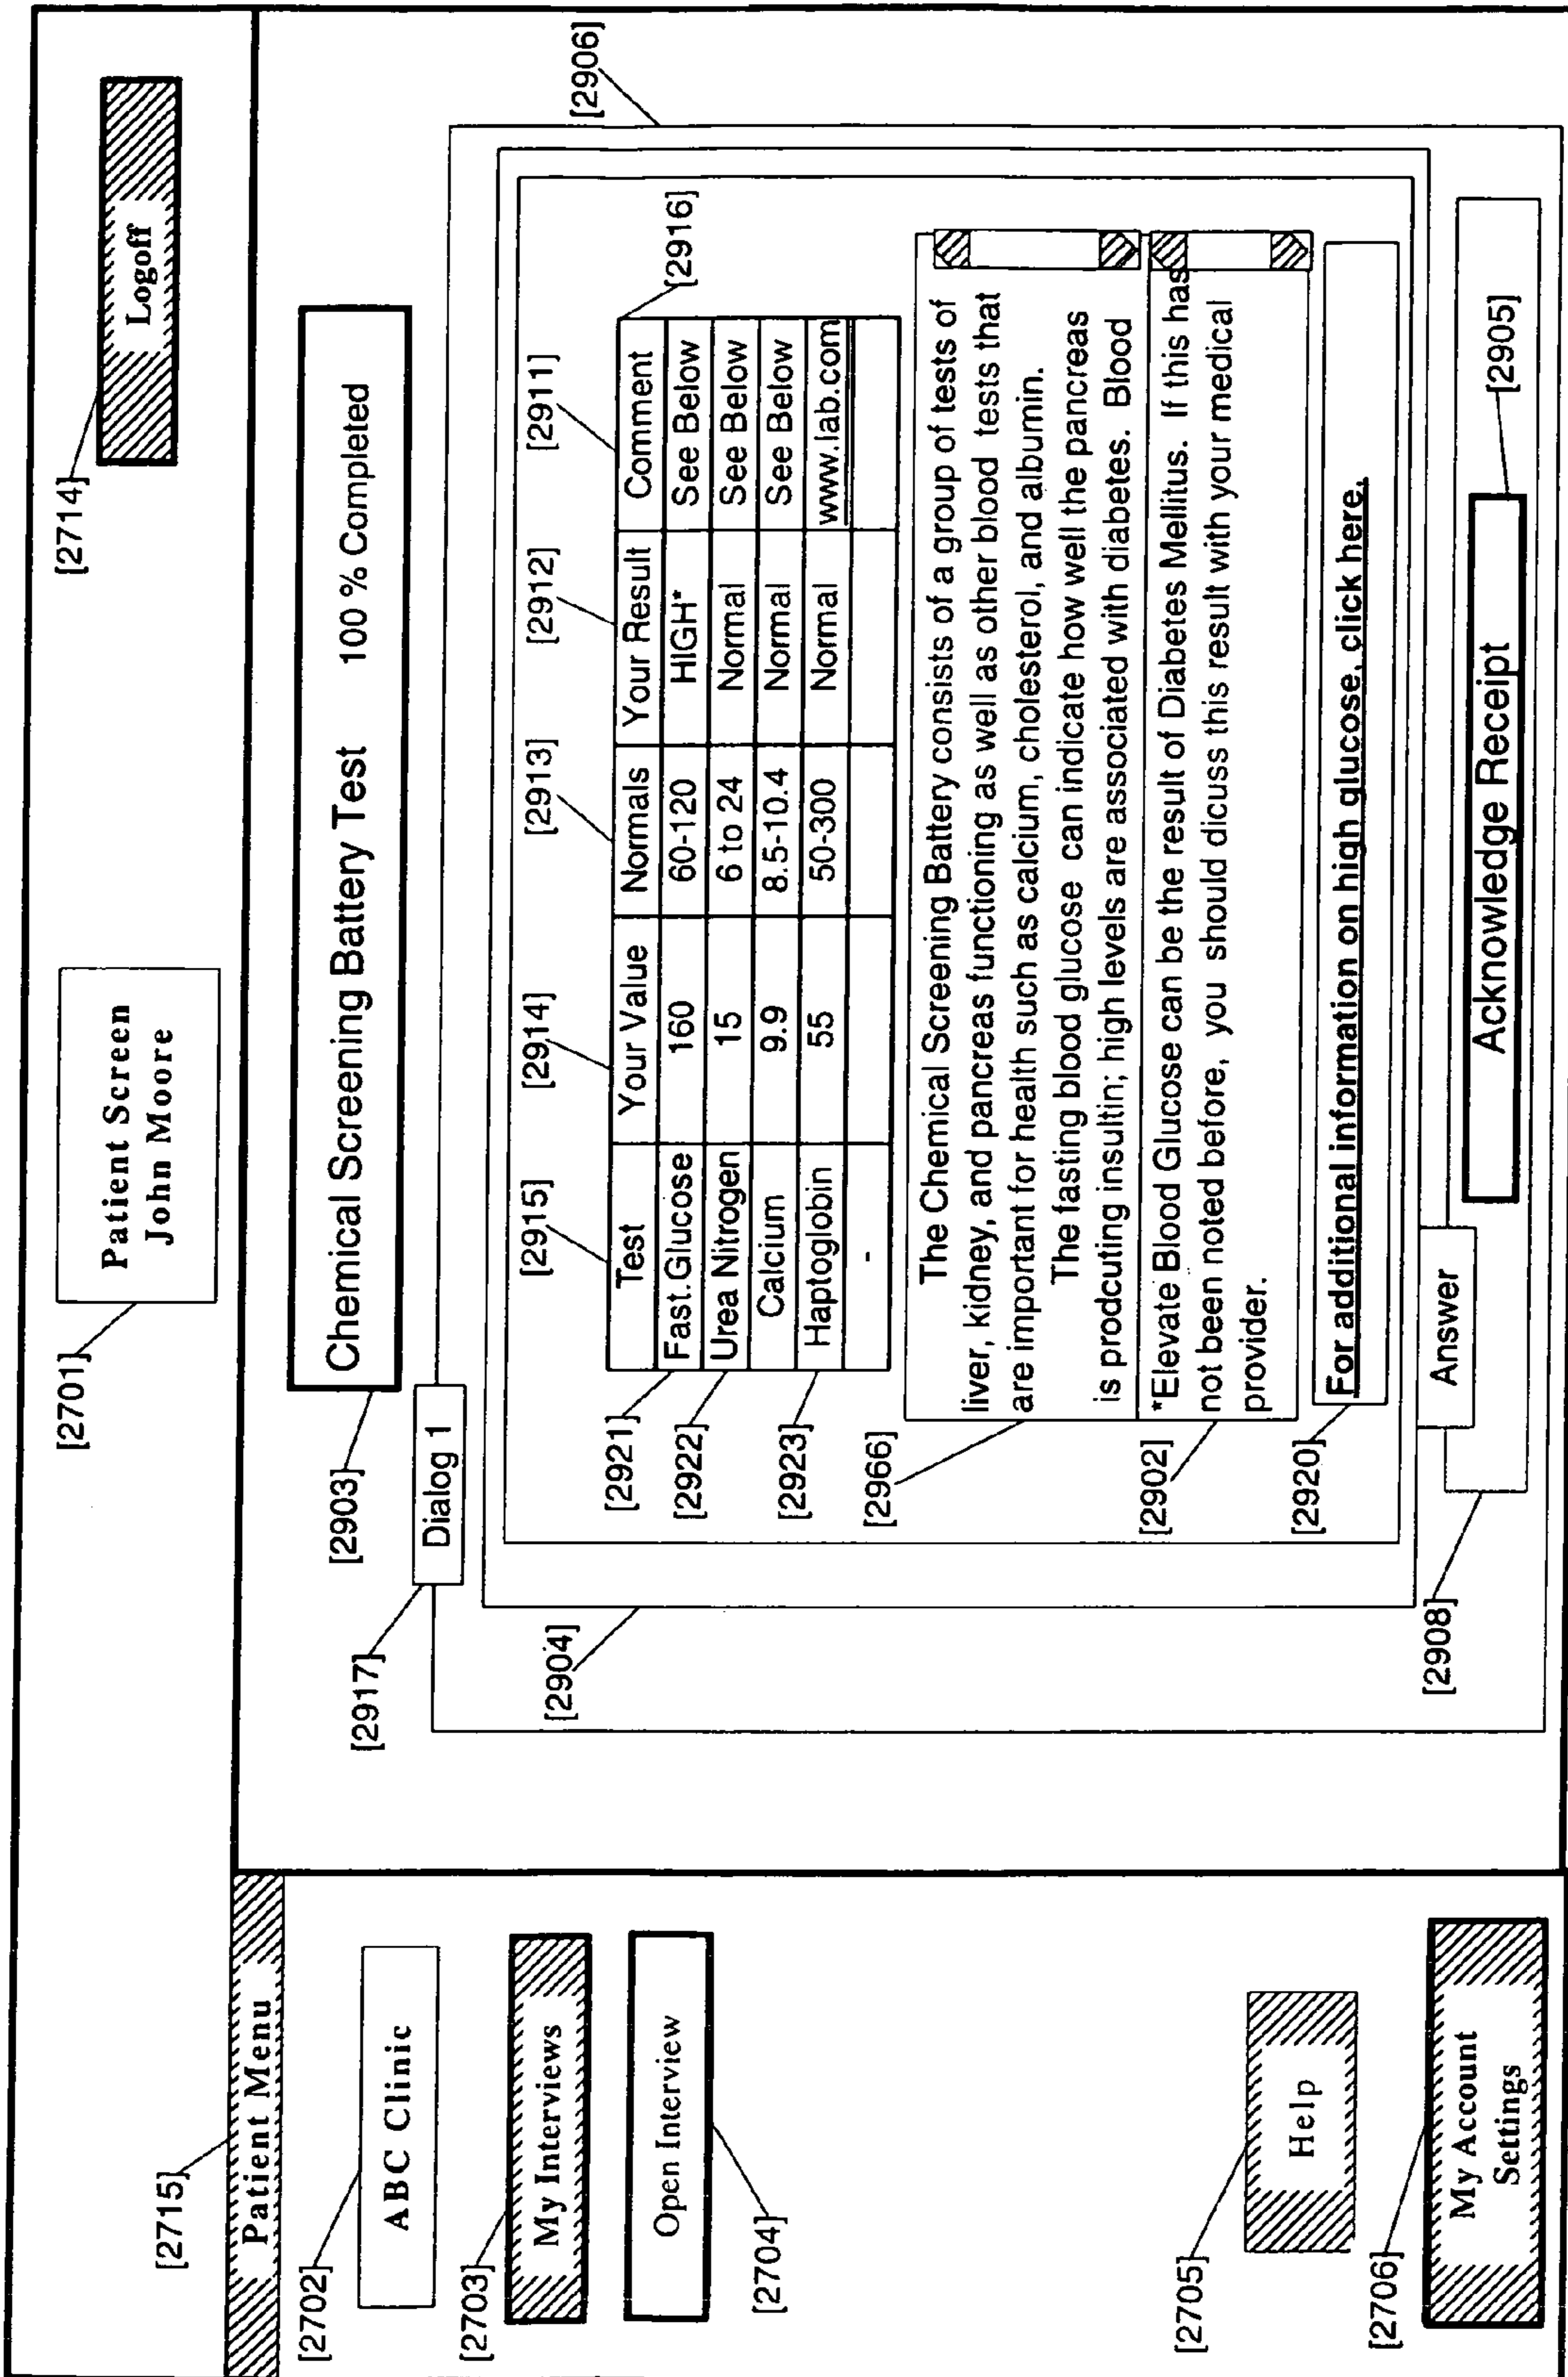 [2701]
Patient Screen
John Moore
[2714]
Logoff
[2715]
Patient Menu
[2702]
ABC Clinic
[2703]
My Interviews
Open Interview
[2704]
[2705]
Help
[2706]
My Account
Settings
[2903]
Chemical Screening Battery Test 100 % Completed
[2917]
Dialog 1
[2906]
[2904]
[2915] [2914] [2913] [2912] [2911]
[2916]
Test Your Value Normals Your Result Comment
[2921] Fast. Glucose 160 60-120 HIGH* See Below
[2922] Urea Nitrogen 15 6 to 24 Normal See Below
Calcium 9.9 8.5-10.4 Normal See Below
[2923] Haptoglobin 55 50-300 Normal www.lab.com
-
[2966]
The Chemical Screening Battery consists of a group of tests of
liver, kidney, and pancreas functioning as well as other blood tests that
are important for health such as calcium, cholesterol, and albumin.
The fasting blood glucose can indicate how well the pancreas
is prodcuting insultin; high levels are associated with diabetes. Blood
[2902]
*Elevate Blood Glucose can be the result of Diabetes Mellitus. If this has
not been noted before, you should dicuss this result with your medical
provider.
[2920]
For additional information on high glucose, click here.
[2908]
Answer
Acknowledge Receipt
[2905]